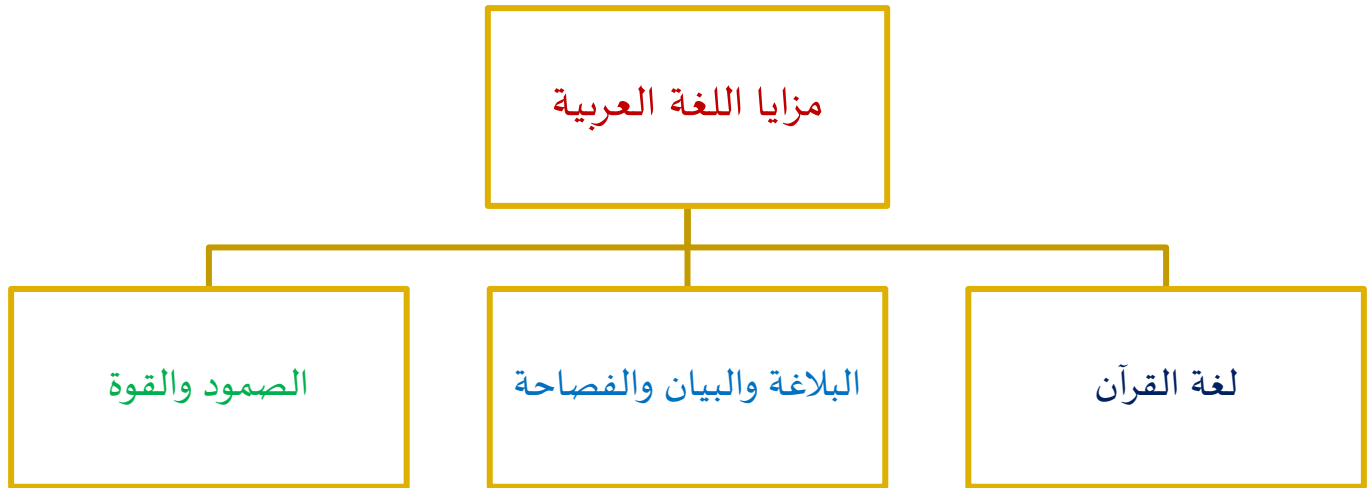 مزايا اللغة العربية
لغة القرآن
البلاغة والبيان والفصاحة
الصمود والقوة